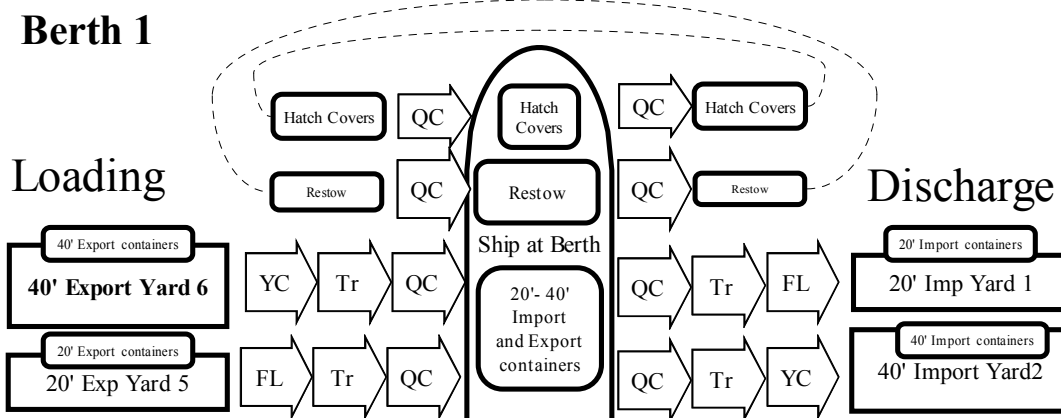 Berth 1
Hatch Covers
QC
Hatch
Covers
QC
Hatch Covers
Loading
Restow
QC
Restow
QC
Restow
Discharge
40' Export containers
40' Export Yard 6
YC
Tr
QC
Ship at Berth
QC
Tr
FL
20' Import containers
20' Imp Yard 1
20' Export containers
20' Exp Yard 5
FL
Tr
QC
20'- 40'
Import
and Export
containers
QC
Tr
YC
40' Import containers
40' Import Yard2